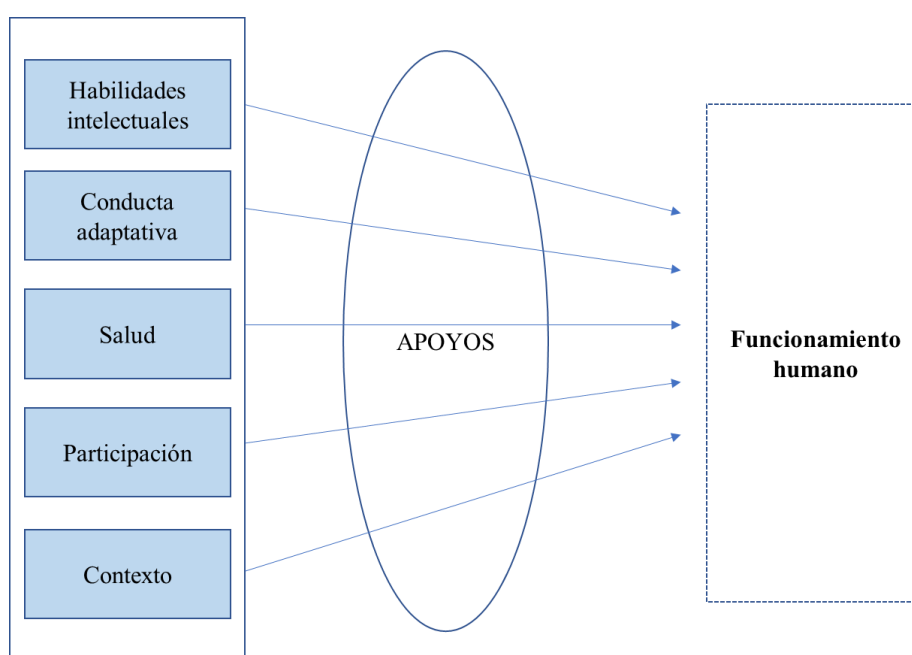 Habilidades
intelectuales
Conducta
adaptativa
Salud
Participación
Contexto
APOYOS
Funcionamiento
humano